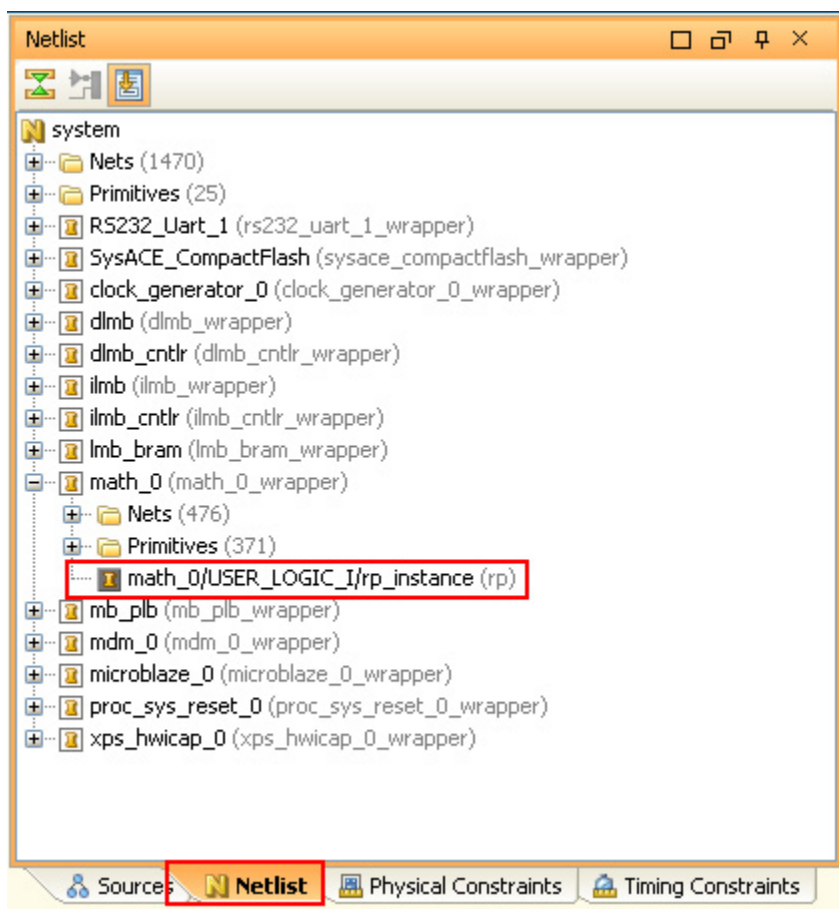 Netlist
system
Nets (1470)
Primitives (25)
RS232_Uart_1 (rs232_uart_1_wrapper)
SysACE_CompactFlash (sysace_compactflash_wrapper)
clock_generator_0 (clock_generator_0_wrapper)
dlmb (dlmb_wrapper)
dlmb_cntlr (dlmb_cntlr_wrapper)
ilmb (ilmb_wrapper)
ilmb_cntlr (ilmb_cntlr_wrapper)
lmb_bram (lmb_bram_wrapper)
math_0 (math_0_wrapper)
Nets (476)
Primitives (371)
math_0/USER_LOGIC_I/rp_instance (rp)
mb_plb (mb_plb_wrapper)
mdm_0 (mdm_0_wrapper)
microblaze_0 (microblaze_0_wrapper)
proc_sys_reset_0 (proc_sys_reset_0_wrapper)
xps_hwicap_0 (xps_hwicap_0_wrapper)
Sources Netlist Physical Constraints Timing Constraints